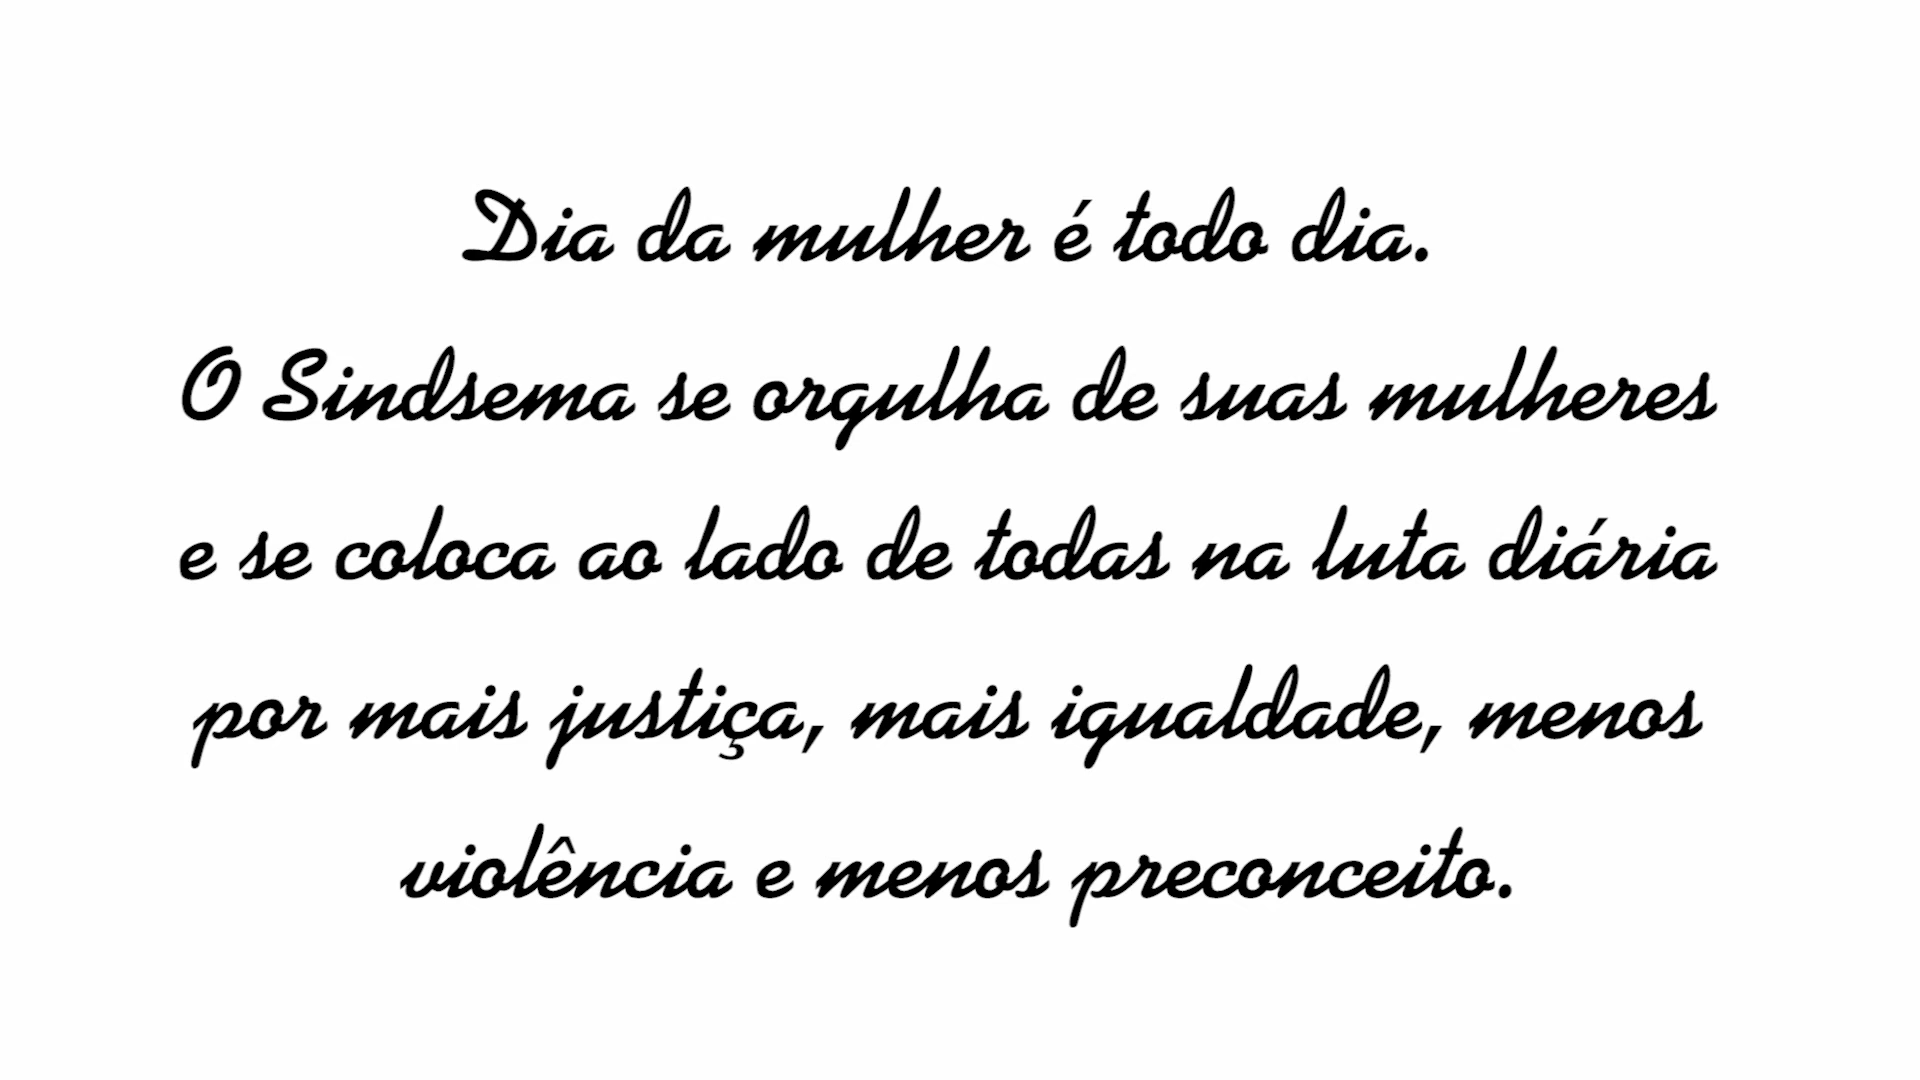 Dia da mulher é todo dia.
O Sindsema se orgulha de suas mulheres
e se coloca ao lado de todas na luta diária
por mais justiça, mais igualdade, menos
violência e menos preconceito.